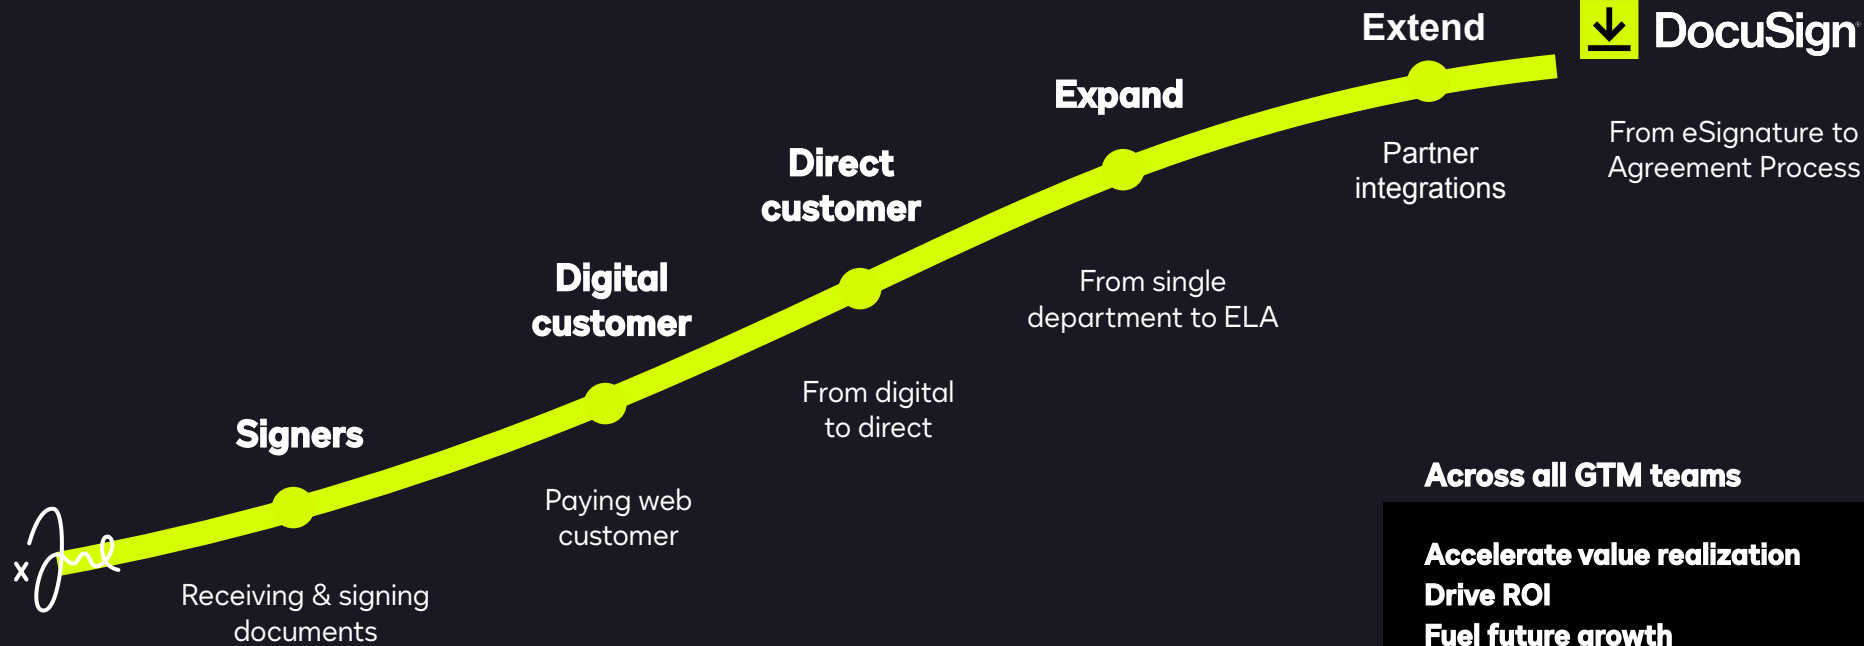 Extend
DocuSign
Expand
From eSignature to
Agreement Process
Partner
integrations
Direct
customer
Digital
customer
From single
department to ELA
From digital
to direct
Signers
Paying web
customer
Across all GTM teams
x Jne
Accelerate value realization
Drive ROI
Fuel future growth
Receiving & signing
documents